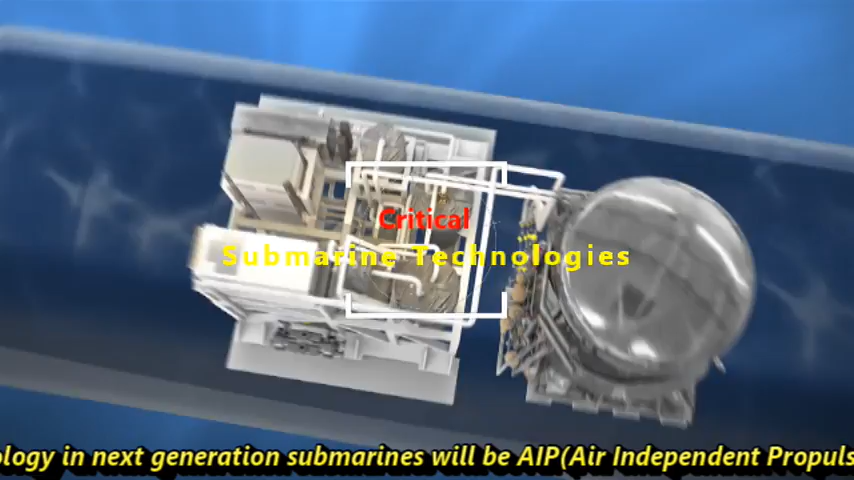 Critical
Submarine Technologies
ology in next generation submarines will be AIP(Air Independent Propuls